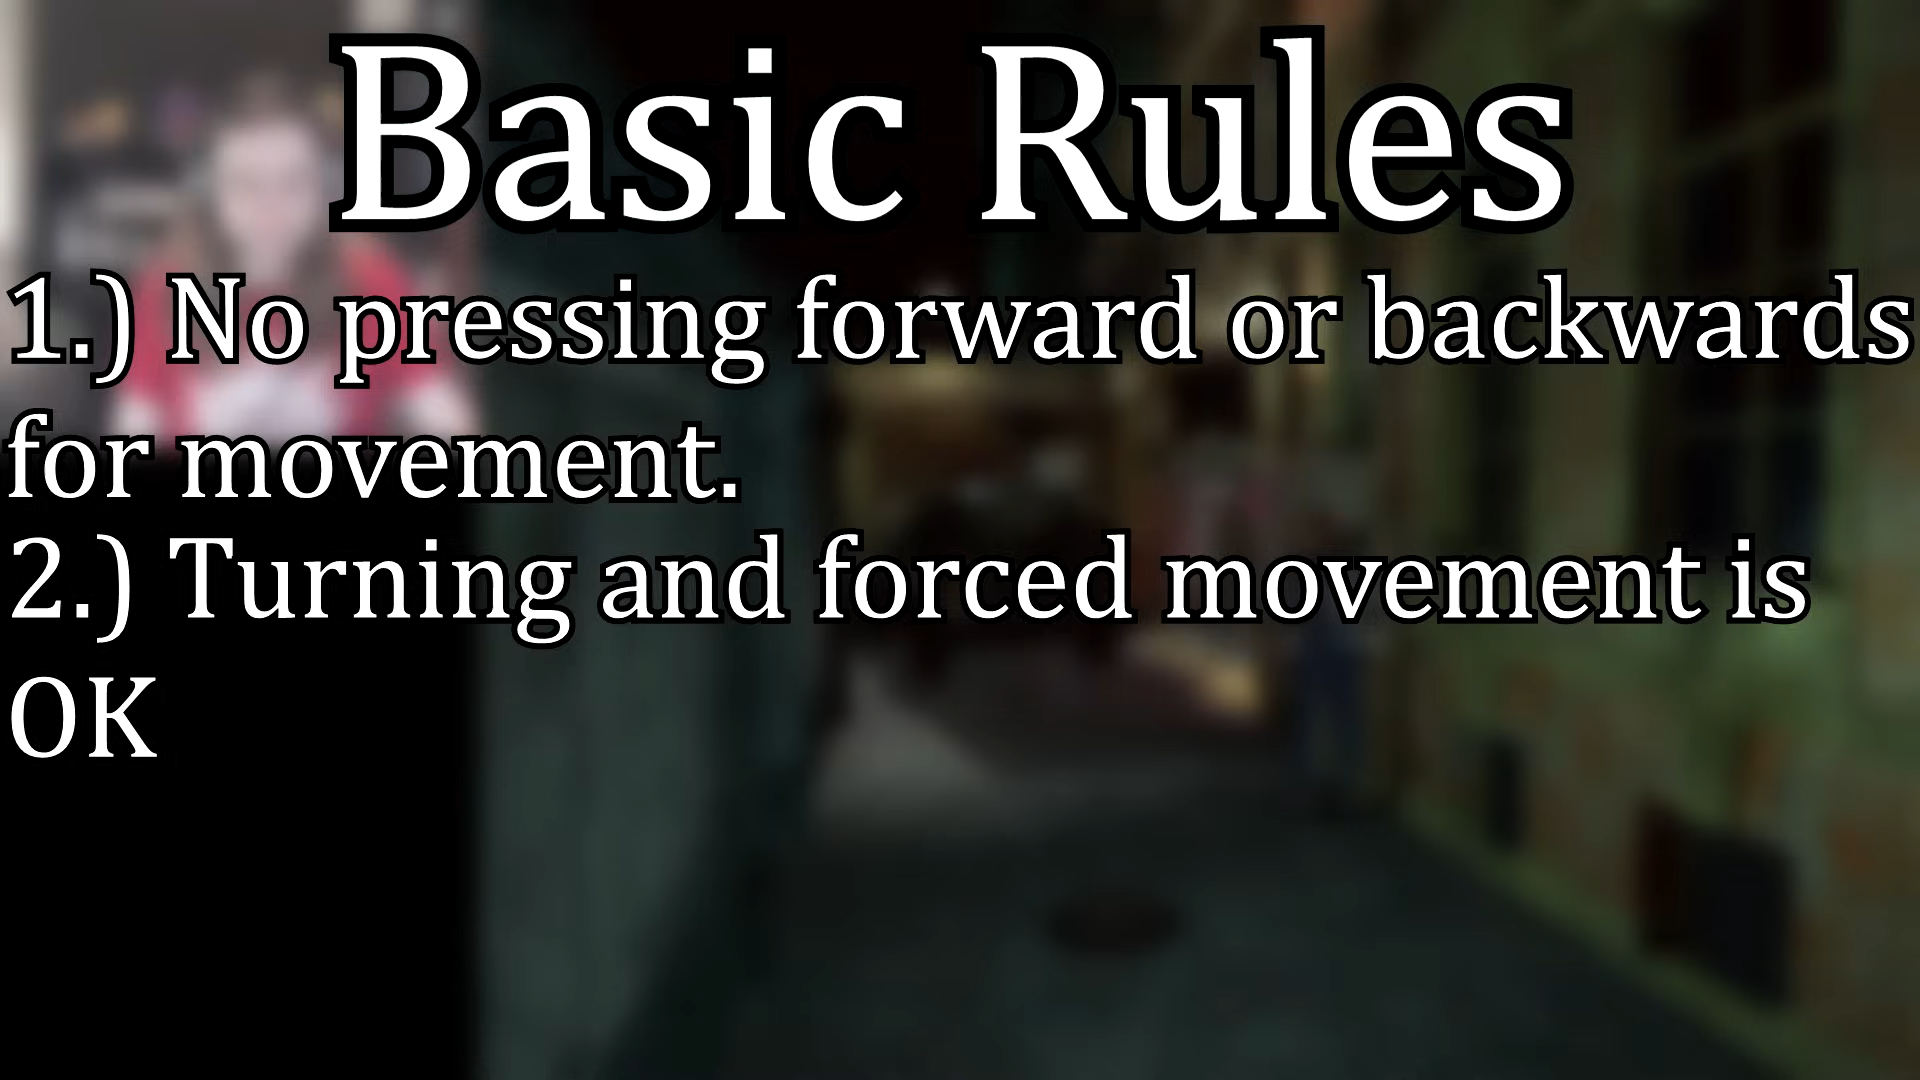 Basic Rules
1.) No pressing forward or backwards
for movement.
2.) Turning and forced movement is
OK